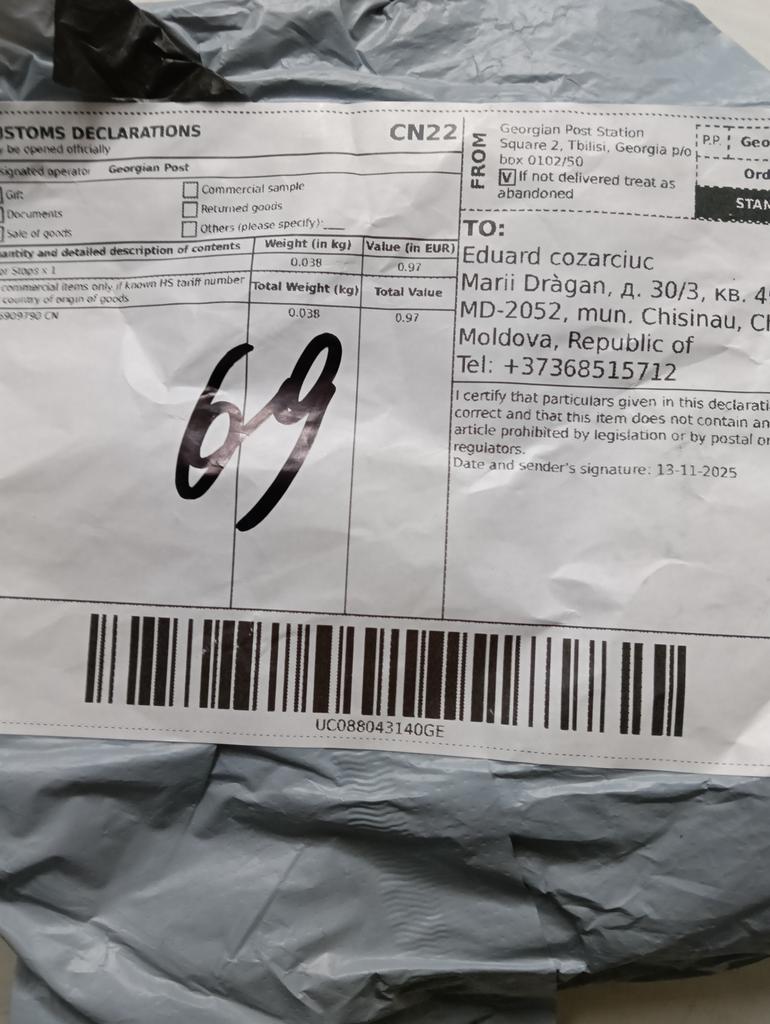 STOMS DECLARATIONS
CN22
be opened officially
signated operator Georgian Post
Gift
Commercial sample
Documents
Returned goods
Sale of goods
Others (please specify):___
antity and detailed description of contents
Weight (in kg)
Value (in EUR)
or Stops x 1
0.038
0.97
commercial items only if known HS tariff number
country of origin of goods
Total Weight (kg)
Total Value
6909790 CN
0.038
0.97
69
FROM
Georgian Post Station
Square 2, Tbilisi, Georgia p/o
box 0102/50
V If not delivered treat as
abandoned
P.P.
Geo
Ord
STAN
TO:
Eduard cozarciuc
Marii Dràgan, д. 30/3, кв. 4
MD-2052, mun. Chisinau, Ch
Moldova, Republic of
Tel: +37368515712
I certify that particulars given in this declarati
correct and that this item does not contain an
article prohibited by legislation or by postal or
regulators.
Date and sender's signature: 13-11-2025
UC088043140GE